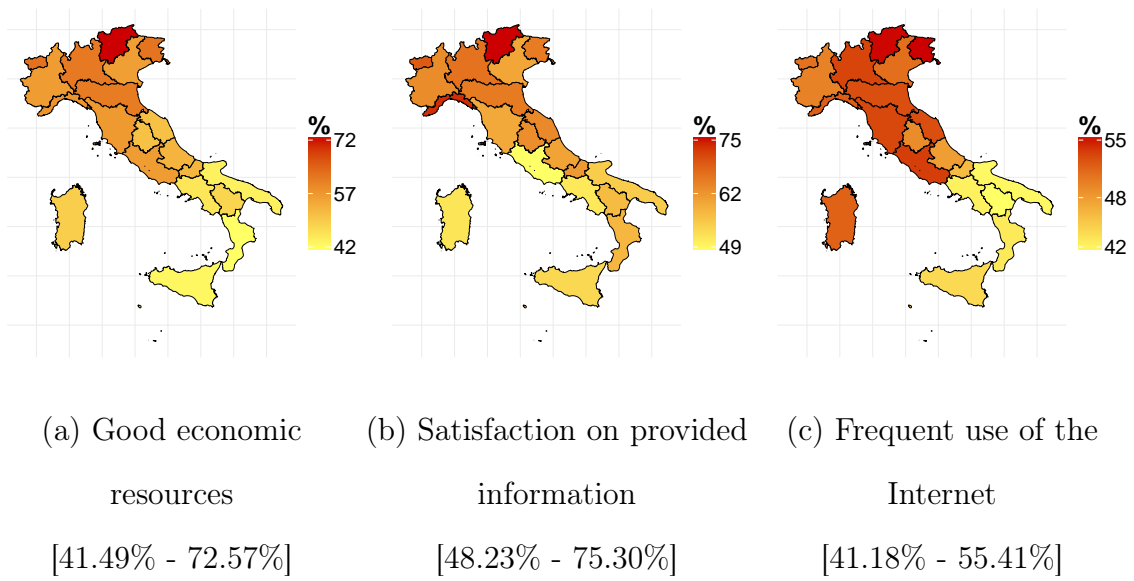 %
72
57
42
%
75
62
49
%
55
48
42
(a) Good economic
resources
[41.49% - 72.57%]
(b) Satisfaction on provided
information
[48.23% - 75.30%]
(c) Frequent use of the
Internet
[41.18% - 55.41%]